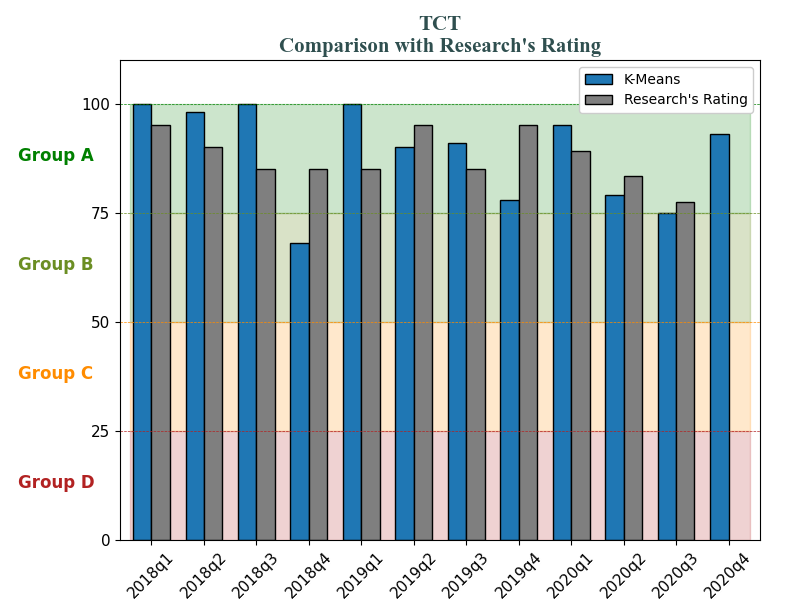 TCT
Comparison with Research's Rating
K-Means
Research's Rating
100
75
50
25
0
Group A
Group B
Group C
Group D
2018q1
2018q2
2018q3
2018q4
2019q1
2019q2
2019q3
2019q4
2020q1
2020q2
2020q3
2020q4